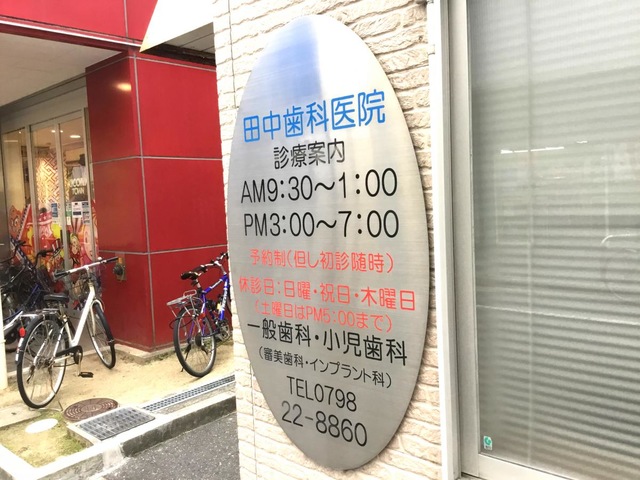 田中歯科医院
診療案内
AM9:30〜1:00
PM3:00〜7:00
予約制(但し初診随時)
休診日:日曜・祝日・木曜日
(土曜日はPM5:00まで)
一般歯科・小児歯科
(審美歯科・インプラント科)
TEL0798
22-8860
TOWN